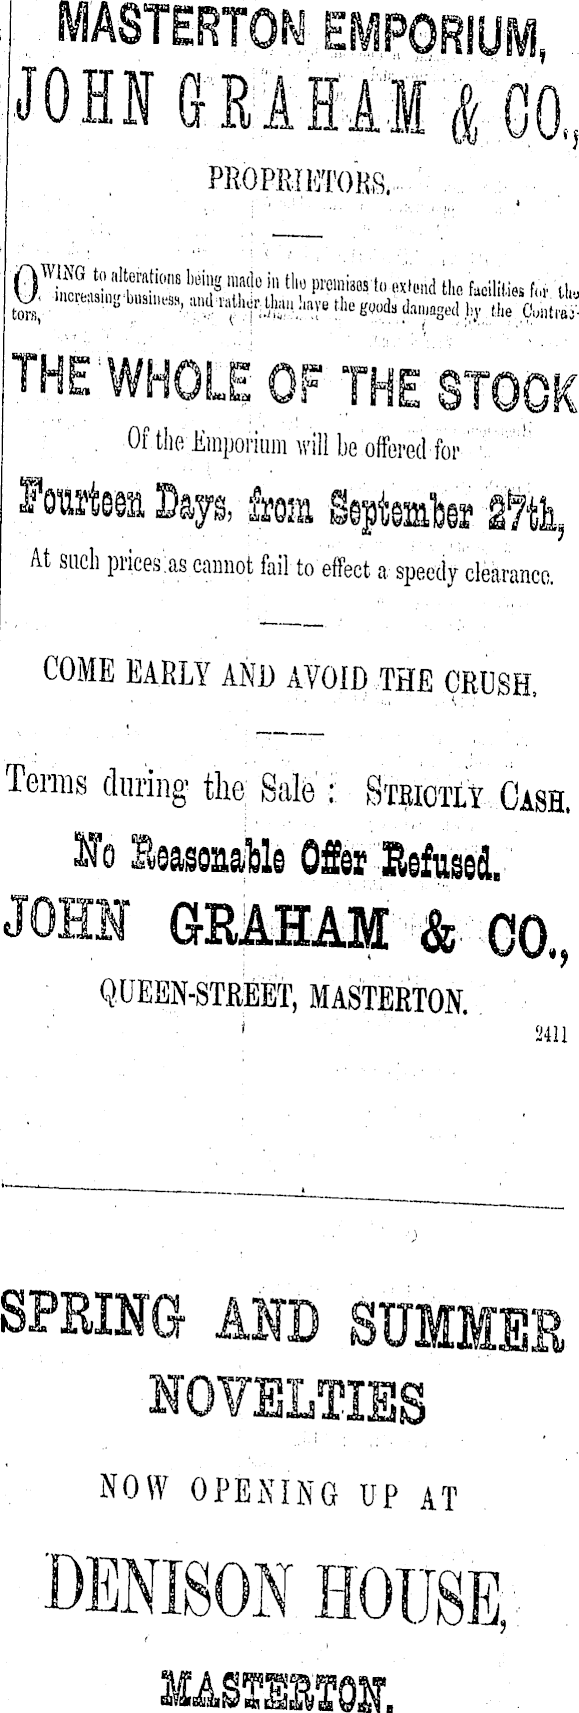 MASTERTON EMPORIUM,
JOHN GRAHAM & CO.,
PROPRIETORS.
OWING to alterations being made in the premises to extend the facilities for the
increasing business, and rather than have the goods damaged by the Contrac-
tors,
THE WHOLE OF THE STOCK
Of the Emporium will be offered for
Fourteen Days, from September 27th,
At such prices as cannot fail to effect a speedy clearance.
COME EARLY AND AVOID THE CRUSH.
Terms during the Sale : STRICTLY CASH.
No Reasonable Offer Refused.
JOHN GRAHAM & CO.,
QUEEN-STREET, MASTERTON.
2411
SPRING AND SUMMER
NOVELTIES
NOW OPENING UP AT
DENISON HOUSE,
MASTERTON.